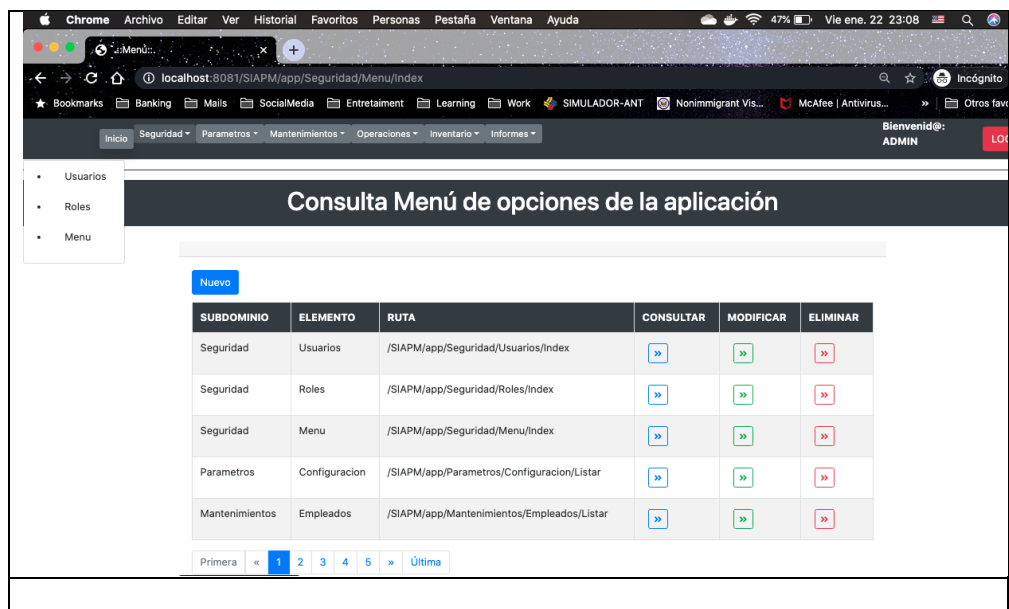 Chrome Archivo Editar Ver Historial Favoritos Personas Pestaña Ventana Ayuda 47% Vie ene. 22 23:08
.::Menú::.
localhost:8081/SIAPM/app/Seguridad/Menu/Index Incógnito
Bookmarks Banking Mails SocialMedia Entretaiment Learning Work SIMULADOR-ANT Nonimmigrant Vis... McAfee | Antivirus... » Otros favo
Inicio Seguridad Parametros Mantenimientos Operaciones Inventario Informes Bienvenid@: ADMIN LOG
• Usuarios
• Roles
• Menu
Consulta Menú de opciones de la aplicación
Nuevo
SUBDOMINIO ELEMENTO RUTA CONSULTAR MODIFICAR ELIMINAR
Seguridad Usuarios /SIAPM/app/Seguridad/Usuarios/Index » » »
Seguridad Roles /SIAPM/app/Seguridad/Roles/Index » » »
Seguridad Menu /SIAPM/app/Seguridad/Menu/Index » » »
Parametros Configuracion /SIAPM/app/Parametros/Configuracion/Listar » » »
Mantenimientos Empleados /SIAPM/app/Mantenimientos/Empleados/Listar » » »
Primera « 1 2 3 4 5 » Última